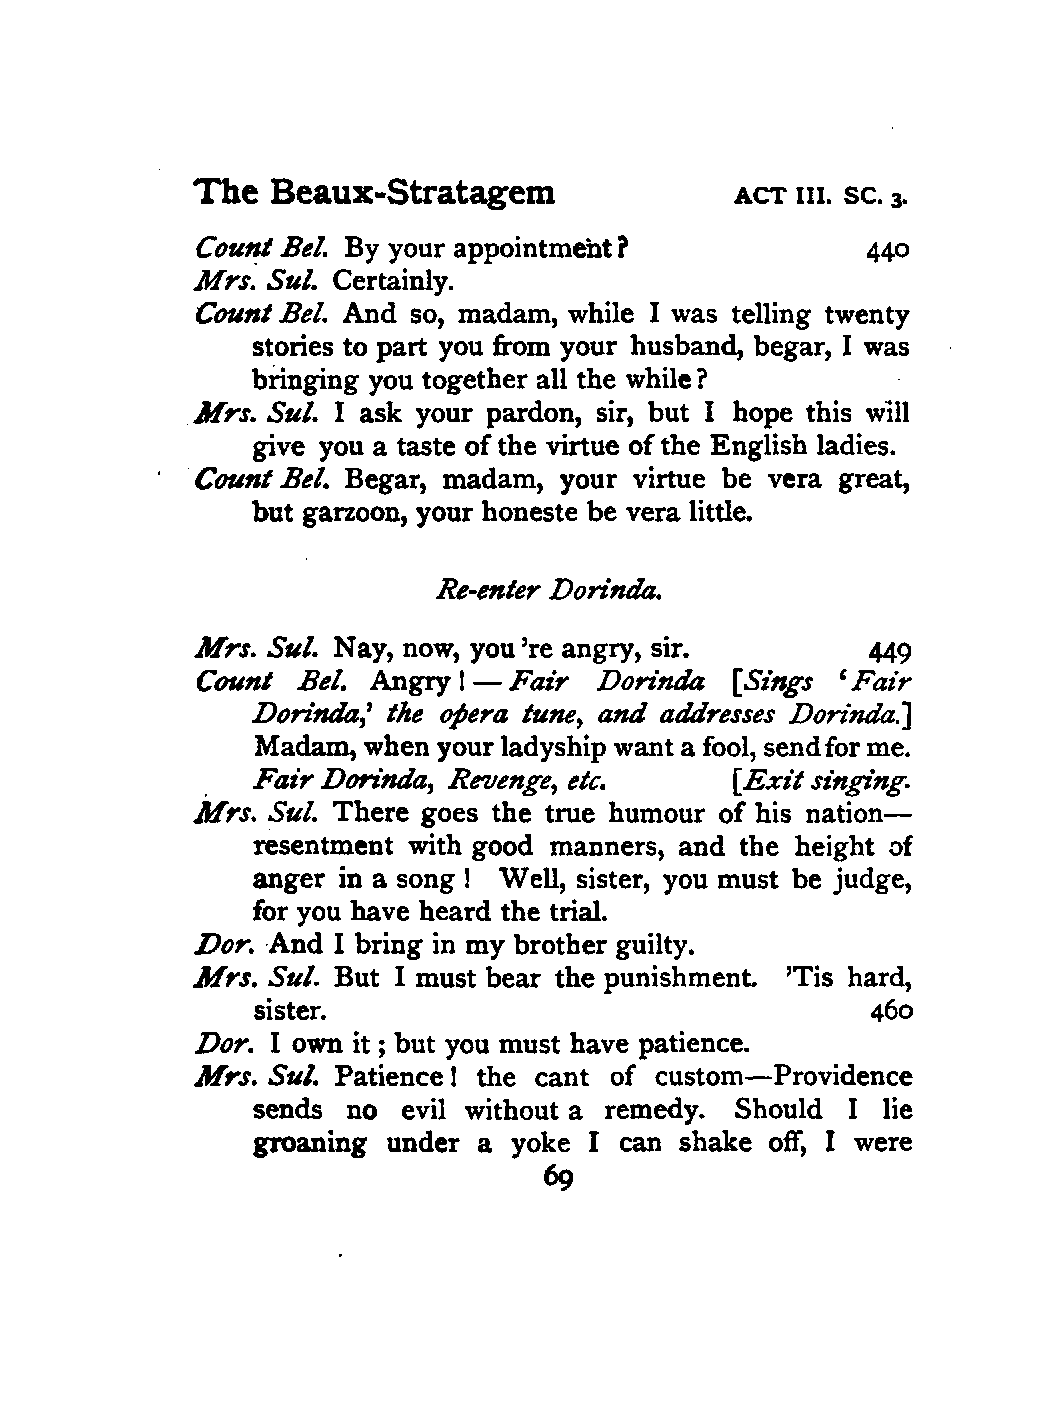 The Beaux-Stratagem ACT III. SC. 3.
Count Bel. By your appointment? 440
Mrs. Sul. Certainly.
Count Bel. And so, madam, while I was telling twenty
stories to part you from your husband, begar, I was
bringing you together all the while?
Mrs. Sul. I ask your pardon, sir, but I hope this will
give you a taste of the virtue of the English ladies.
Count Bel. Begar, madam, your virtue be vera great,
but garzoon, your honeste be vera little.
Re-enter Dorinda.
Mrs. Sul. Nay, now, you 're angry, sir. 449
Count Bel. Angry!—Fair Dorinda [Sings 'Fair
Dorinda,' the opera tune, and addresses Dorinda.]
Madam, when your ladyship want a fool, send for me.
Fair Dorinda, Revenge, etc. [Exit singing.
Mrs. Sul. There goes the true humour of his nation—
resentment with good manners, and the height of
anger in a song! Well, sister, you must be judge,
for you have heard the trial.
Dor. And I bring in my brother guilty.
Mrs. Sul. But I must bear the punishment. 'Tis hard,
sister. 460
Dor. I own it; but you must have patience.
Mrs. Sul. Patience! the cant of custom—Providence
sends no evil without a remedy. Should I lie
groaning under a yoke I can shake off, I were
69